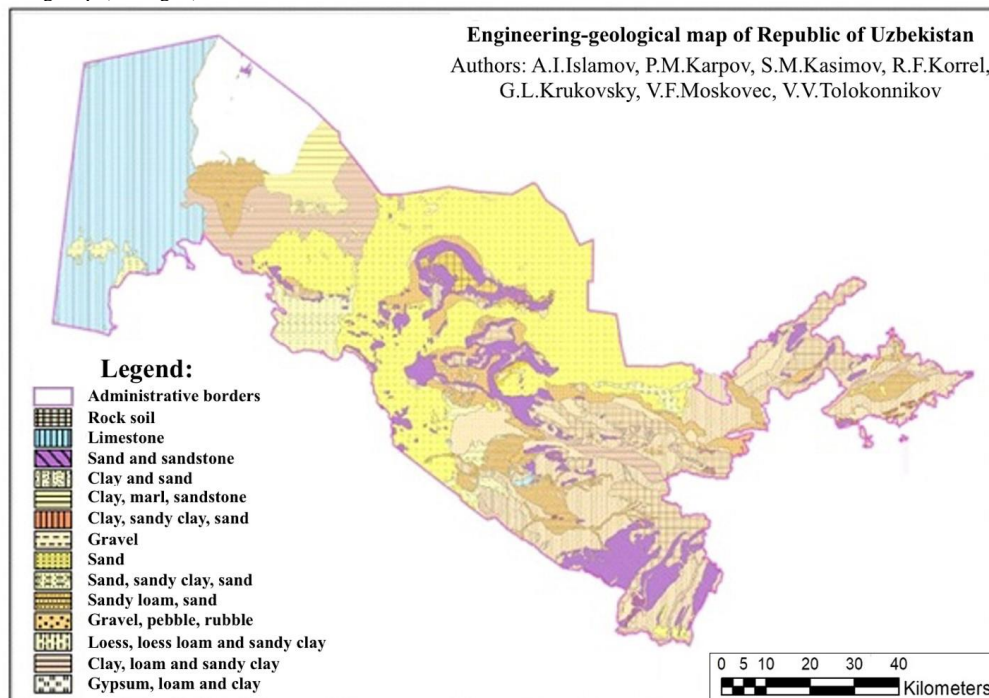 Engineering-geological map of Republic of Uzbekistan
Authors: A.I.Islamov, P.M.Karpov, S.M.Kasimov, R.F.Korrel,
G.L.Krukovsky, V.F.Moskovec, V.V.Tolokonnikov
Legend:
Administrative borders
Rock soil
Limestone
Sand and sandstone
Clay and sand
Clay, marl, sandstone
Clay, sandy clay, sand
Gravel
Sand
Sand, sandy clay, sand
Sandy loam, sand
Gravel, pebble, rubble
Loess, loess loam and sandy clay
Clay, loam and sandy clay
Gypsum, loam and clay
0 5 10 20 30 40
Kilometers